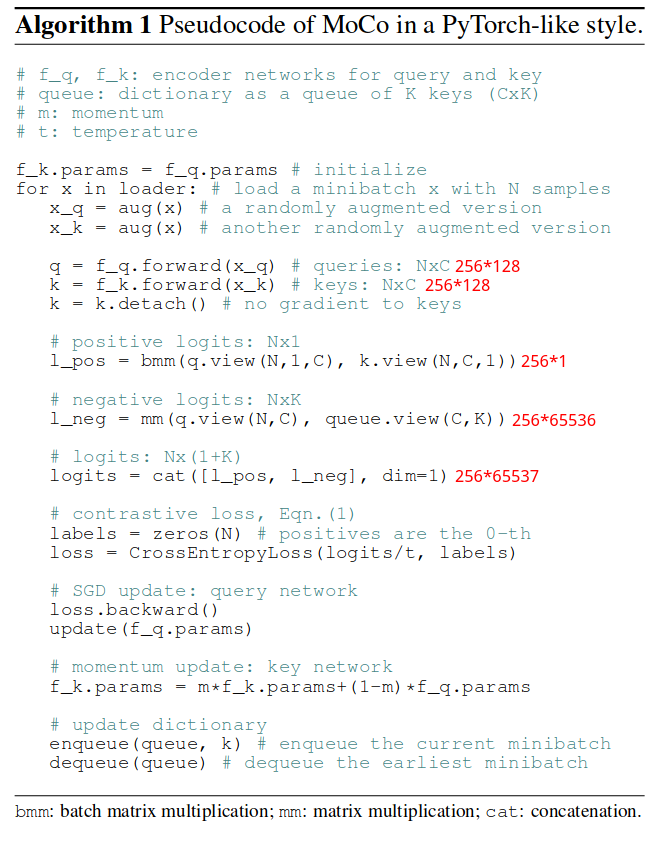 Algorithm 1 Pseudocode of MoCo in a PyTorch-like style.
# f_q, f_k: encoder networks for query and key
# queue: dictionary as a queue of K keys (CxK)
# m: momentum
# t: temperature
f_k.params = f_q.params # initialize
for x in loader: # load a minibatch x with N samples
x_q = aug(x) # a randomly augmented version
x_k = aug(x) # another randomly augmented version
q = f_q.forward(x_q) # queries: NxC 256*128
k = f_k.forward(x_k) # keys: NxC 256*128
k = k.detach() # no gradient to keys
# positive logits: Nx1
l_pos = bmm(q.view(N,1,C), k.view(N,C,1)) 256*1
# negative logits: NxK
l_neg = mm(q.view(N,C), queue.view(C,K)) 256*65536
# logits: Nx(1+K)
logits = cat([l_pos, l_neg], dim=1) 256*65537
# contrastive loss, Eqn.(1)
labels = zeros(N) # positives are the 0-th
loss = CrossEntropyLoss(logits/t, labels)
# SGD update: query network
loss.backward()
update(f_q.params)
# momentum update: key network
f_k.params = m*f_k.params+(1-m)*f_q.params
# update dictionary
enqueue(queue, k) # enqueue the current minibatch
dequeue(queue) # dequeue the earliest minibatch
bmm: batch matrix multiplication; mm: matrix multiplication; cat: concatenation.